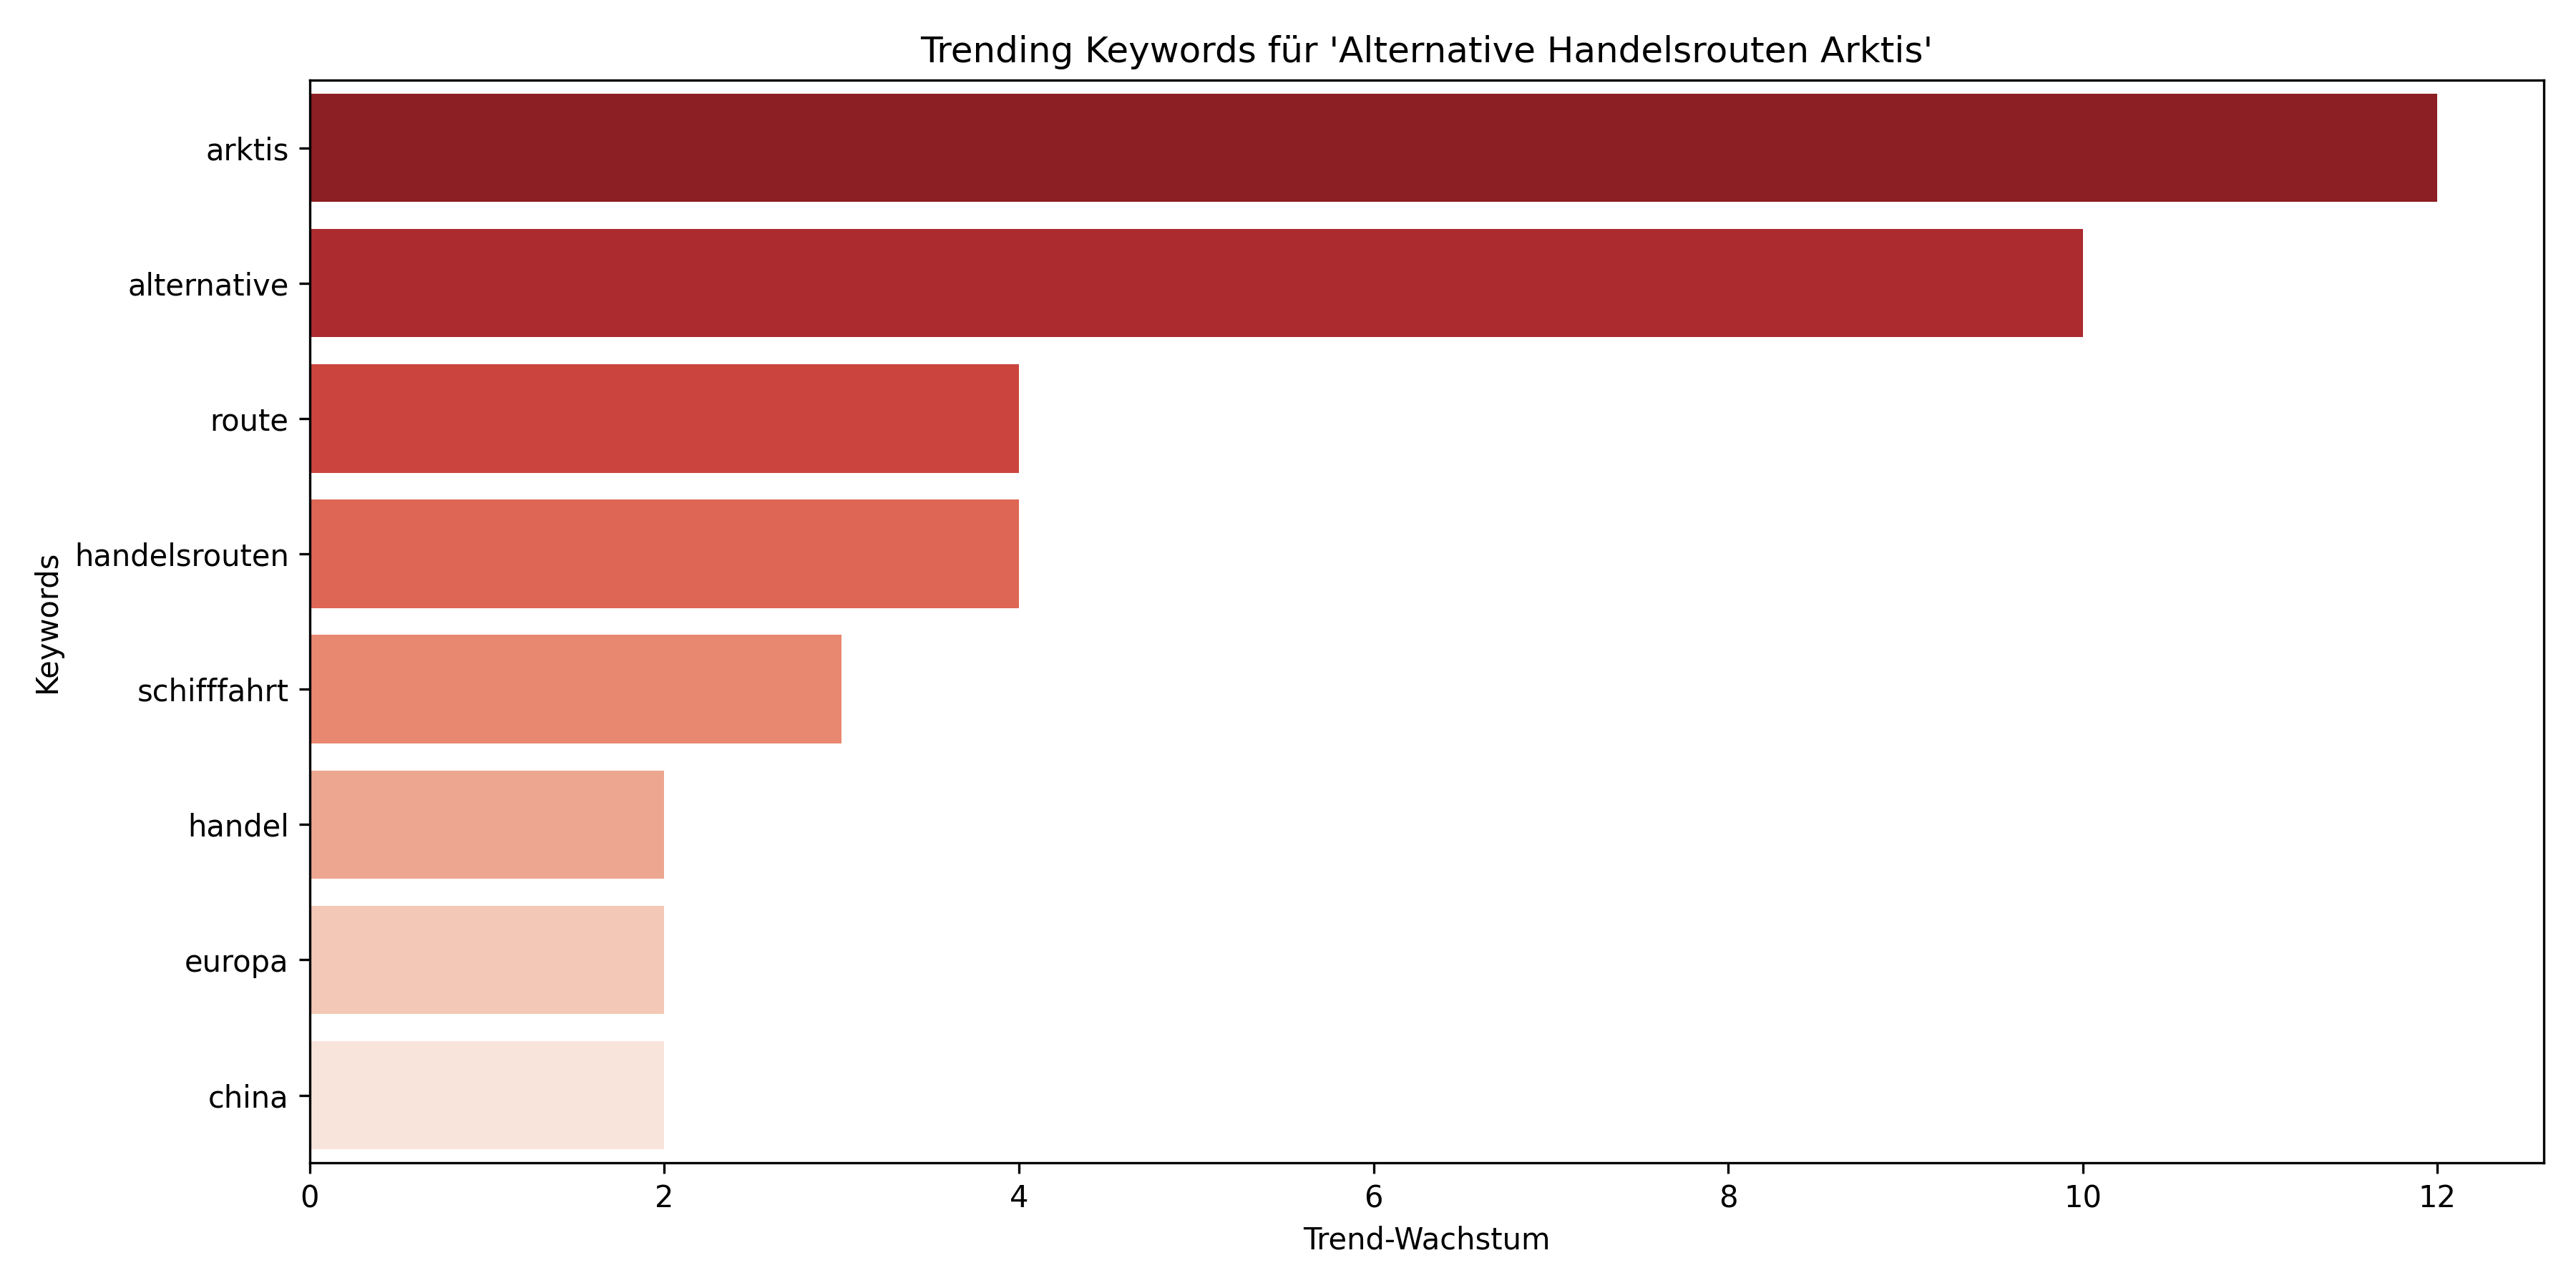 Trending Keywords für 'Alternative Handelsrouten Arktis'
Keywords
arktis
alternative
route
handelsrouten
schifffahrt
handel
europa
china
0 2 4 6 8 10 12
Trend-Wachstum